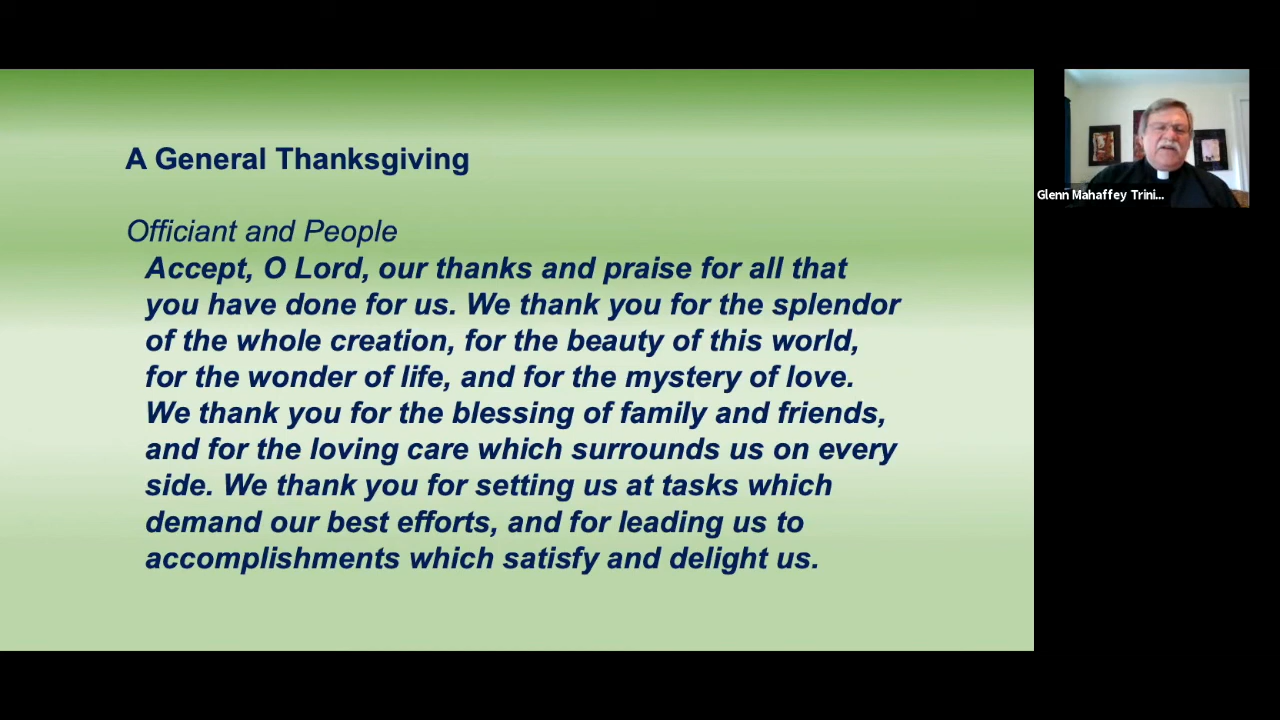 A General Thanksgiving
Officiant and People
Accept, O Lord, our thanks and praise for all that
you have done for us. We thank you for the splendor
of the whole creation, for the beauty of this world,
for the wonder of life, and for the mystery of love.
We thank you for the blessing of family and friends,
and for the loving care which surrounds us on every
side. We thank you for setting us at tasks which
demand our best efforts, and for leading us to
accomplishments which satisfy and delight us.
Glenn Mahaffey Trini...